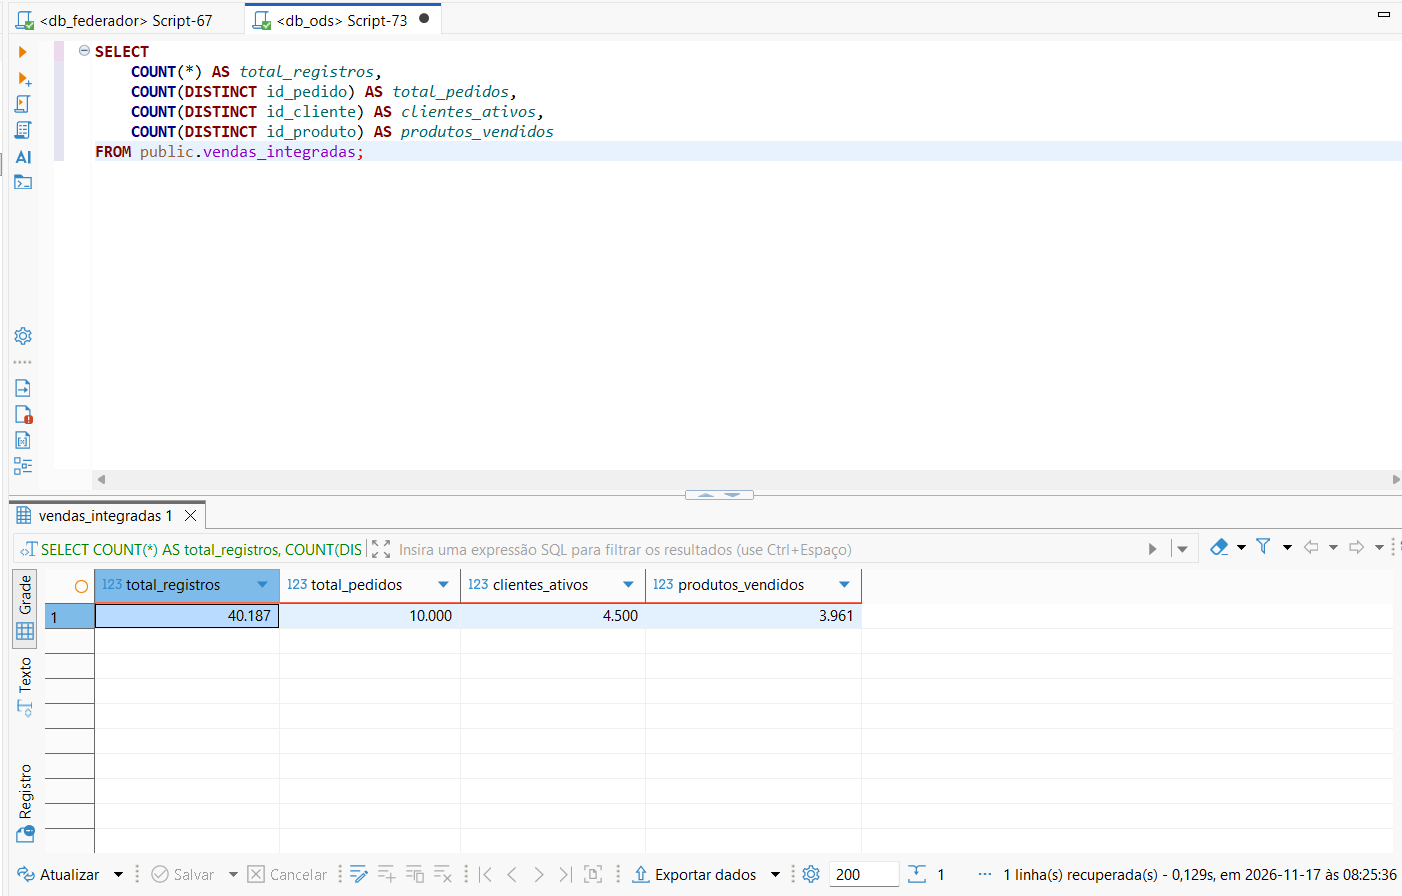 <db_federador> Script-67
<db_ods> Script-73
SELECT
COUNT(*) AS total_registros,
COUNT(DISTINCT id_pedido) AS total_pedidos,
COUNT(DISTINCT id_cliente) AS clientes_ativos,
COUNT(DISTINCT id_produto) AS produtos_vendidos
FROM public.vendas_integradas;
AI
vendas_integradas 1
SELECT COUNT(*) AS total_registros, COUNT(DIS
Insira uma expressão SQL para filtrar os resultados (use Ctrl+Espaço)
Grade
Texto
Registro
123 total_registros 123 total_pedidos 123 clientes_ativos 123 produtos_vendidos
1 40.187 10.000 4.500 3.961
Atualizar Salvar Cancelar Exportar dados 200 1 ··· 1 linha(s) recuperada(s) - 0,129s, em 2026-11-17 às 08:25:36